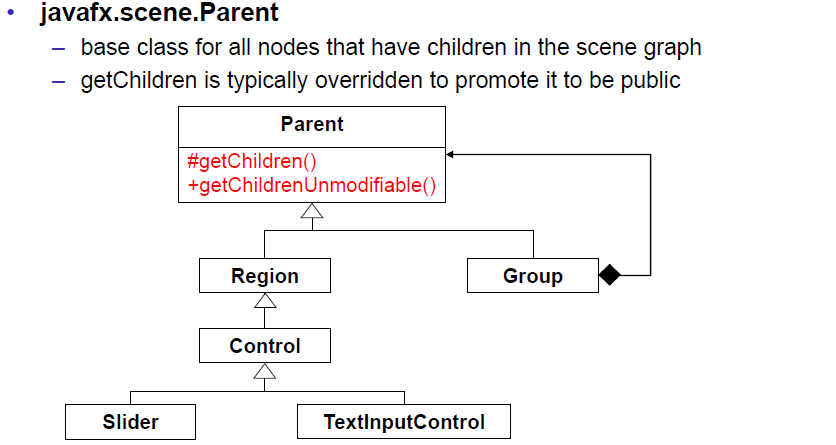 • javafx.scene.Parent
– base class for all nodes that have children in the scene graph
– getChildren is typically overridden to promote it to be public
Parent
#getChildren()
+getChildrenUnmodifiable()
Region
Group
Control
Slider
TextInputControl